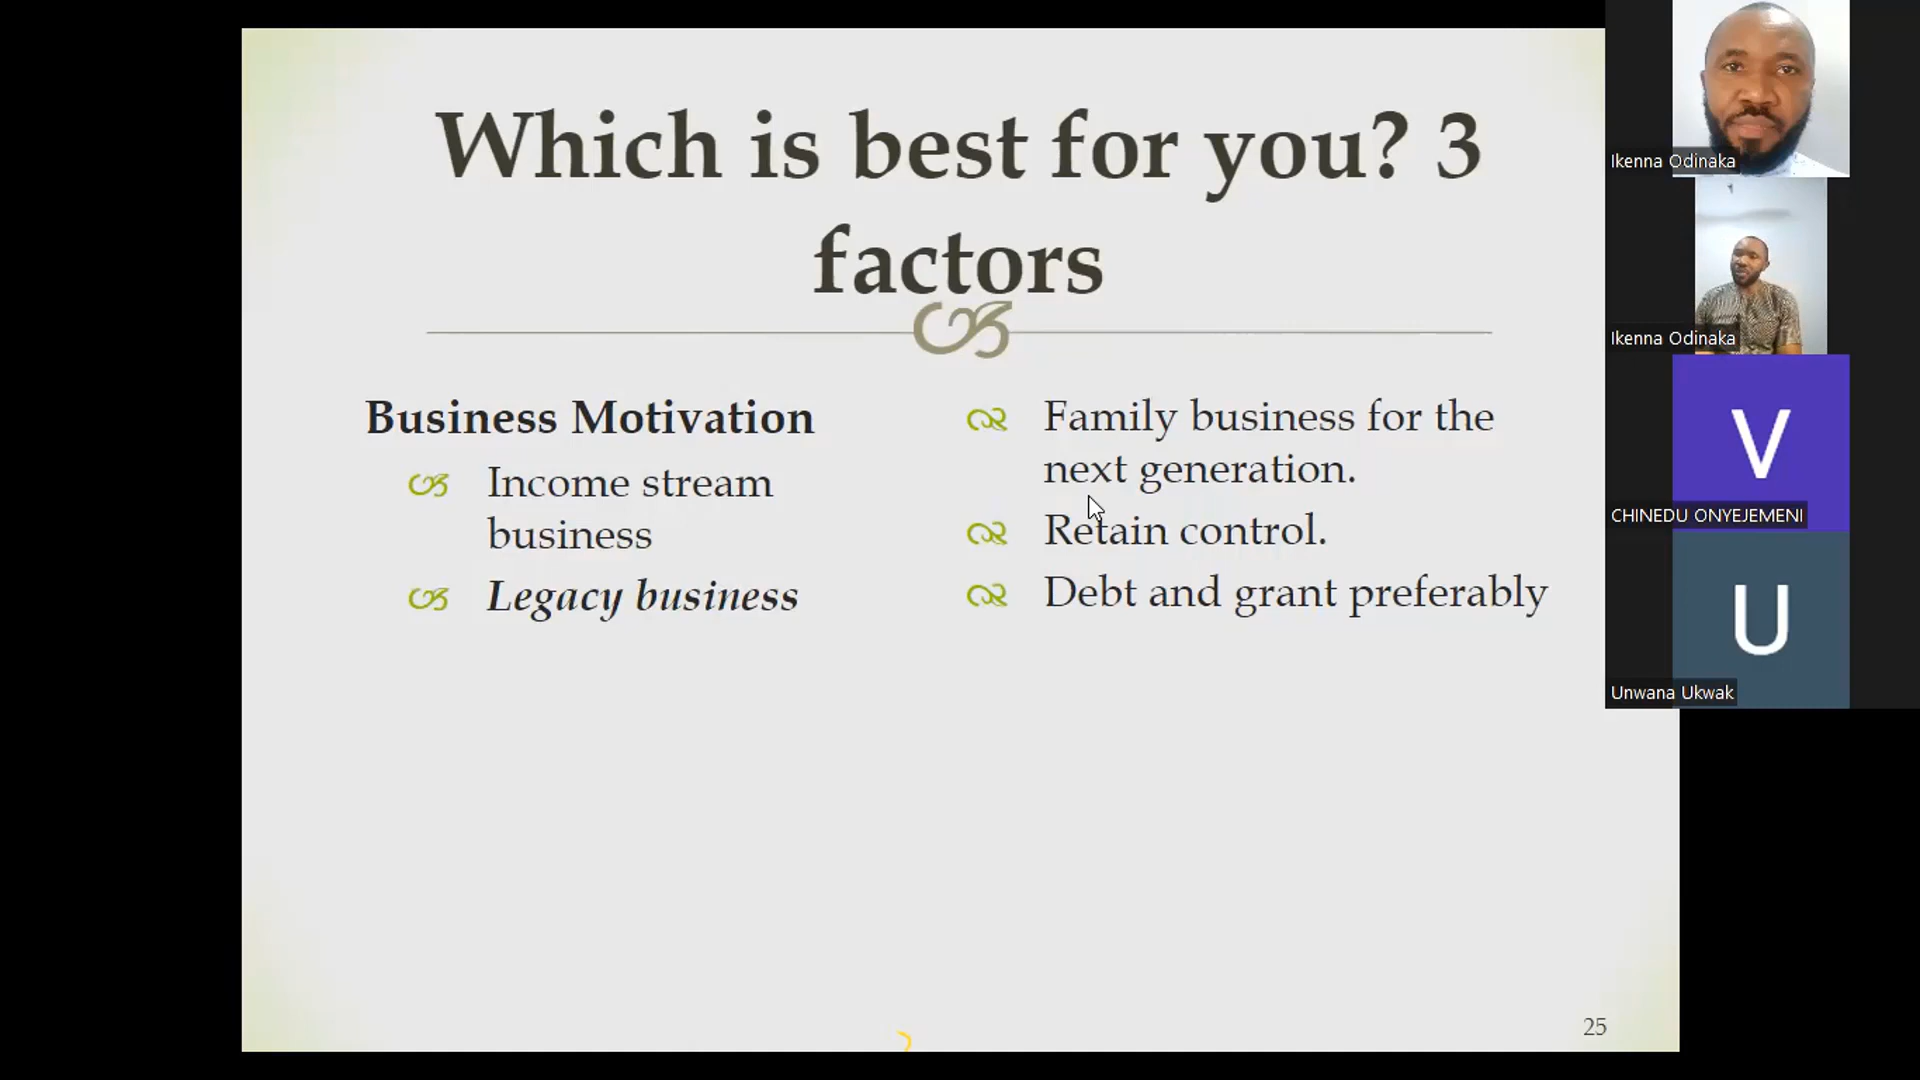 Which is best for you? 3
factors
Business Motivation
Income stream
business
Legacy business
Family business for the
next generation.
Retain control.
Debt and grant preferably
25
Ikenna Odinaka
Ikenna Odinaka
V
CHINEDU ONYEJEMENI
U
Unwana Ukwak